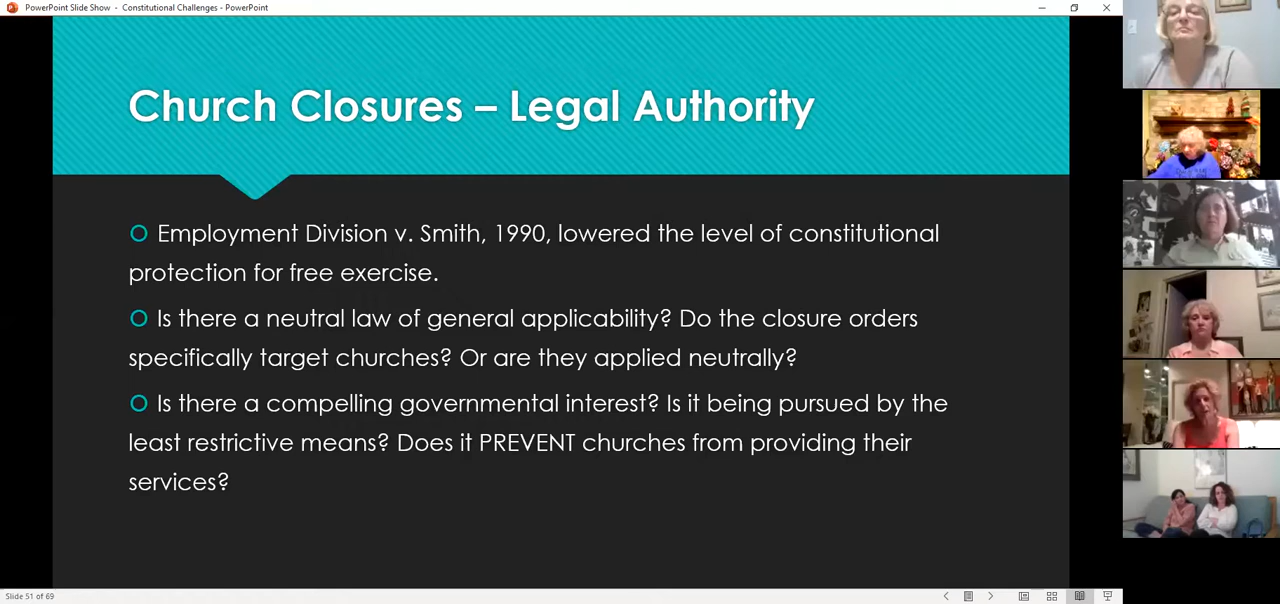 PowerPoint Slide Show - Constitutional Challenges - PowerPoint
Church Closures – Legal Authority
Employment Division v. Smith, 1990, lowered the level of constitutional
protection for free exercise.
Is there a neutral law of general applicability? Do the closure orders
specifically target churches? Or are they applied neutrally?
Is there a compelling governmental interest? Is it being pursued by the
least restrictive means? Does it PREVENT churches from providing their
services?
Slide 51 of 69